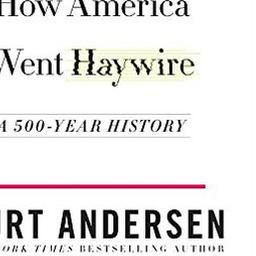 How America
Went Haywire
A 500-YEAR HISTORY
URT ANDERSEN
ORK TIMES BESTSELLING AUTHOR